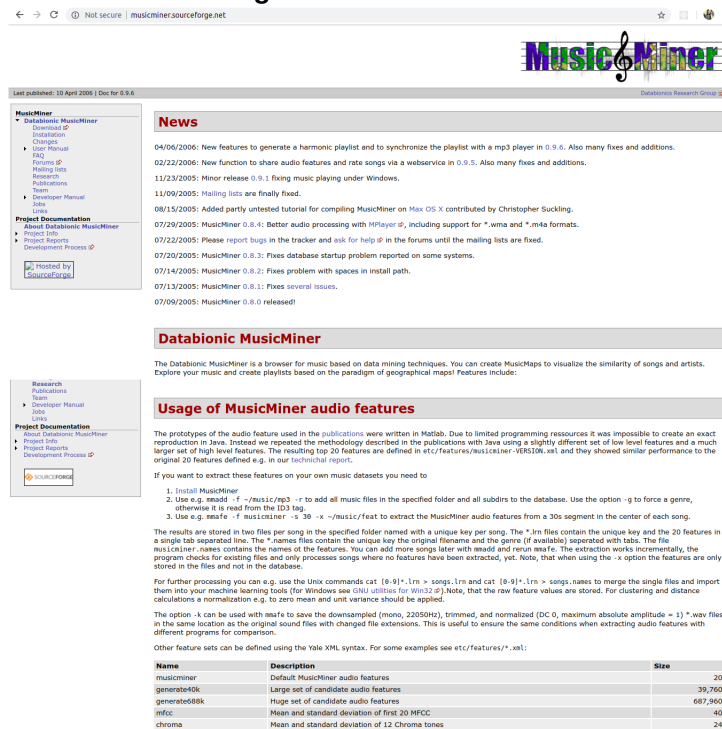 Not secure | musicminer.sourceforge.net
Music Miner
Last published: 10 April 2006 | Doc for 0.9.6
Databionics Research Group
MusicMiner
Databionic MusicMiner
Download
Installation
Changes
User Manual
FAQ
Forums
Mailing lists
Research
Publications
Team
Developer Manual
Jobs
Links
Project Documentation
About Databionic MusicMiner
Project Info
Project Reports
Development Process
Hosted by
SourceForge
News
04/06/2006: New features to generate a harmonic playlist and to synchronize the playlist with a mp3 player in 0.9.6. Also many fixes and additions.
02/22/2006: New function to share audio features and rate songs via a webservice in 0.9.5. Also many fixes and additions.
11/23/2005: Minor release 0.9.1 fixing music playing under Windows.
11/09/2005: Mailing lists are finally fixed.
08/15/2005: Added partly untested tutorial for compiling MusicMiner on Max OS X contributed by Christopher Suckling.
07/29/2005: MusicMiner 0.8.4: Better audio processing with MPlayer, including support for *.wma and *.m4a formats.
07/22/2005: Please report bugs in the tracker and ask for help in the forums until the mailing lists are fixed.
07/20/2005: MusicMiner 0.8.3: Fixes database startup problem reported on some systems.
07/14/2005: MusicMiner 0.8.2: Fixes problem with spaces in install path.
07/13/2005: MusicMiner 0.8.1: Fixes several issues.
07/09/2005: MusicMiner 0.8.0 released!
Databionic MusicMiner
The Databionic MusicMiner is a browser for music based on data mining techniques. You can create MusicMaps to visualize the similarity of songs and artists.
Explore your music and create playlists based on the paradigm of geographical maps! Features include:
Research
Publications
Team
Developer Manual
Jobs
Links
Project Documentation
About Databionic MusicMiner
Project Info
Project Reports
Development Process
SOURCEFORGE
Usage of MusicMiner audio features
The prototypes of the audio feature used in the publications were written in Matlab. Due to limited programming ressources it was impossible to create an exact
reproduction in Java. Instead we repeated the methodology described in the publications with Java using a slightly different set of low level features and a much
larger set of high level features. The resulting top 20 features are defined in etc/features/musicminer-VERSION.xml and they showed similar performance to the
original 20 features defined e.g. in our technichal report.
If you want to extract these features on your own music datasets you need to
1. Install MusicMiner
2. Use e.g. mmadd -f ~/music/mp3 -r to add all music files in the specified folder and all subdirs to the database. Use the option -g to force a genre,
otherwise it is read from the ID3 tag.
3. Use e.g. mmafe -f musicminer -s 30 -x ~/music/feat to extract the MusicMiner audio features from a 30s segment in the center of each song.
The results are stored in two files per song in the specified folder named with a unique key per song. The *.lrn files contain the unique key and the 20 features in
a single tab separated line. The *.names files contain the unique key the original filename and the genre (if available) seperated with tabs. The file
musicminer.names contains the names ot the features. You can add more songs later with mmadd and rerun mmafe. The extraction works incrementally, the
program checks for existing files and only processes songs where no features have been extracted, yet. Note, that when using the -x option the features are only
stored in the files and not in the database.
For further processing you can e.g. use the Unix commands cat [0-9]*.lrn > songs.lrn and cat [0-9]*.lrn > songs.names to merge the single files and import
them into your machine learning tools (for Windows see GNU utilities for Win32).Note, that the raw feature values are stored. For clustering and distance
calculations a normalization e.g. to zero mean and unit variance should be applied.
The option -k can be used with mmafe to save the downsampled (mono, 22050Hz), trimmed, and normalized (DC 0, maximum absolute amplitude = 1) *.wav files
in the same location as the original sound files with changed file extensions. This is useful to ensure the same conditions when extracting audio features with
different programs for comparison.
Other feature sets can be defined using the Yale XML syntax. For some examples see etc/features/*.xml:
Name Description Size
musicminer Default MusicMiner audio features 20
generate40k Large set of candidate audio features 39,760
generate688k Huge set of candidate audio features 687,960
mfcc Mean and standard deviation of first 20 MFCC 40
chroma Mean and standard deviation of 12 Chroma tones 24